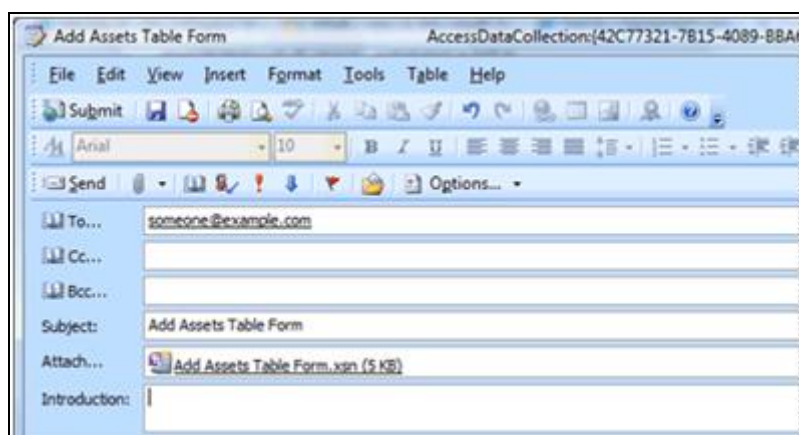 Add Assets Table Form AccessDataCollection:{42C77321-7B15-4089-BBA
File Edit View Insert Format Tools Table Help
Submit
Arial 10 B I U
Send Options...
To... someone@example.com
Cc...
Bcc...
Subject: Add Assets Table Form
Attach... Add Assets Table Form.xsn (5 KB)
Introduction: